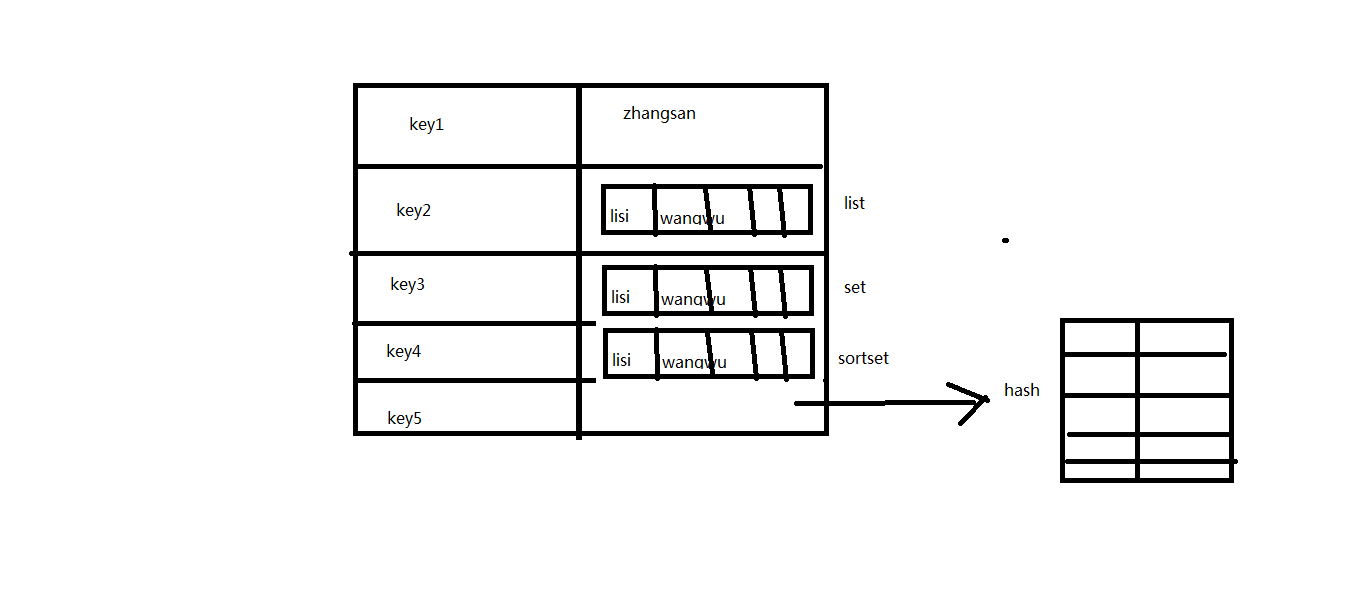 key1
zhangsan
key2
lisi
wangwu
list
key3
lisi
wangwu
set
key4
lisi
wangwu
sortset
key5
hash